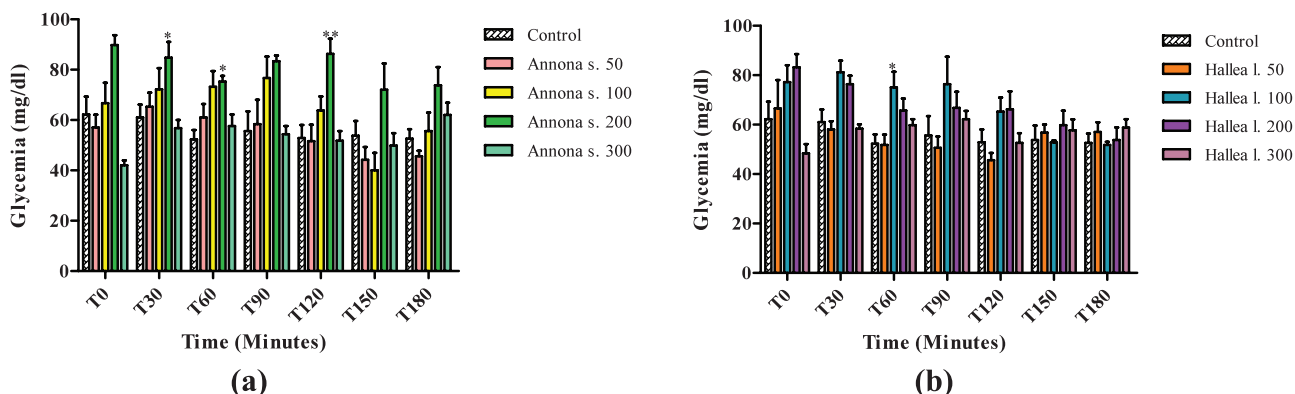 100
80
60
40
20
0
Glycemia (mg/dl)
*
*
**
T0 T30 T60 T90 T120 T150 T180
Time (Minutes)
Control
Annona s. 50
Annona s. 100
Annona s. 200
Annona s. 300
(a)
100
80
60
40
20
0
Glycemia (mg/dl)
*
T0 T30 T60 T90 T120 T150 T180
Time (Minutes)
Control
Hallea l. 50
Hallea l. 100
Hallea l. 200
Hallea l. 300
(b)